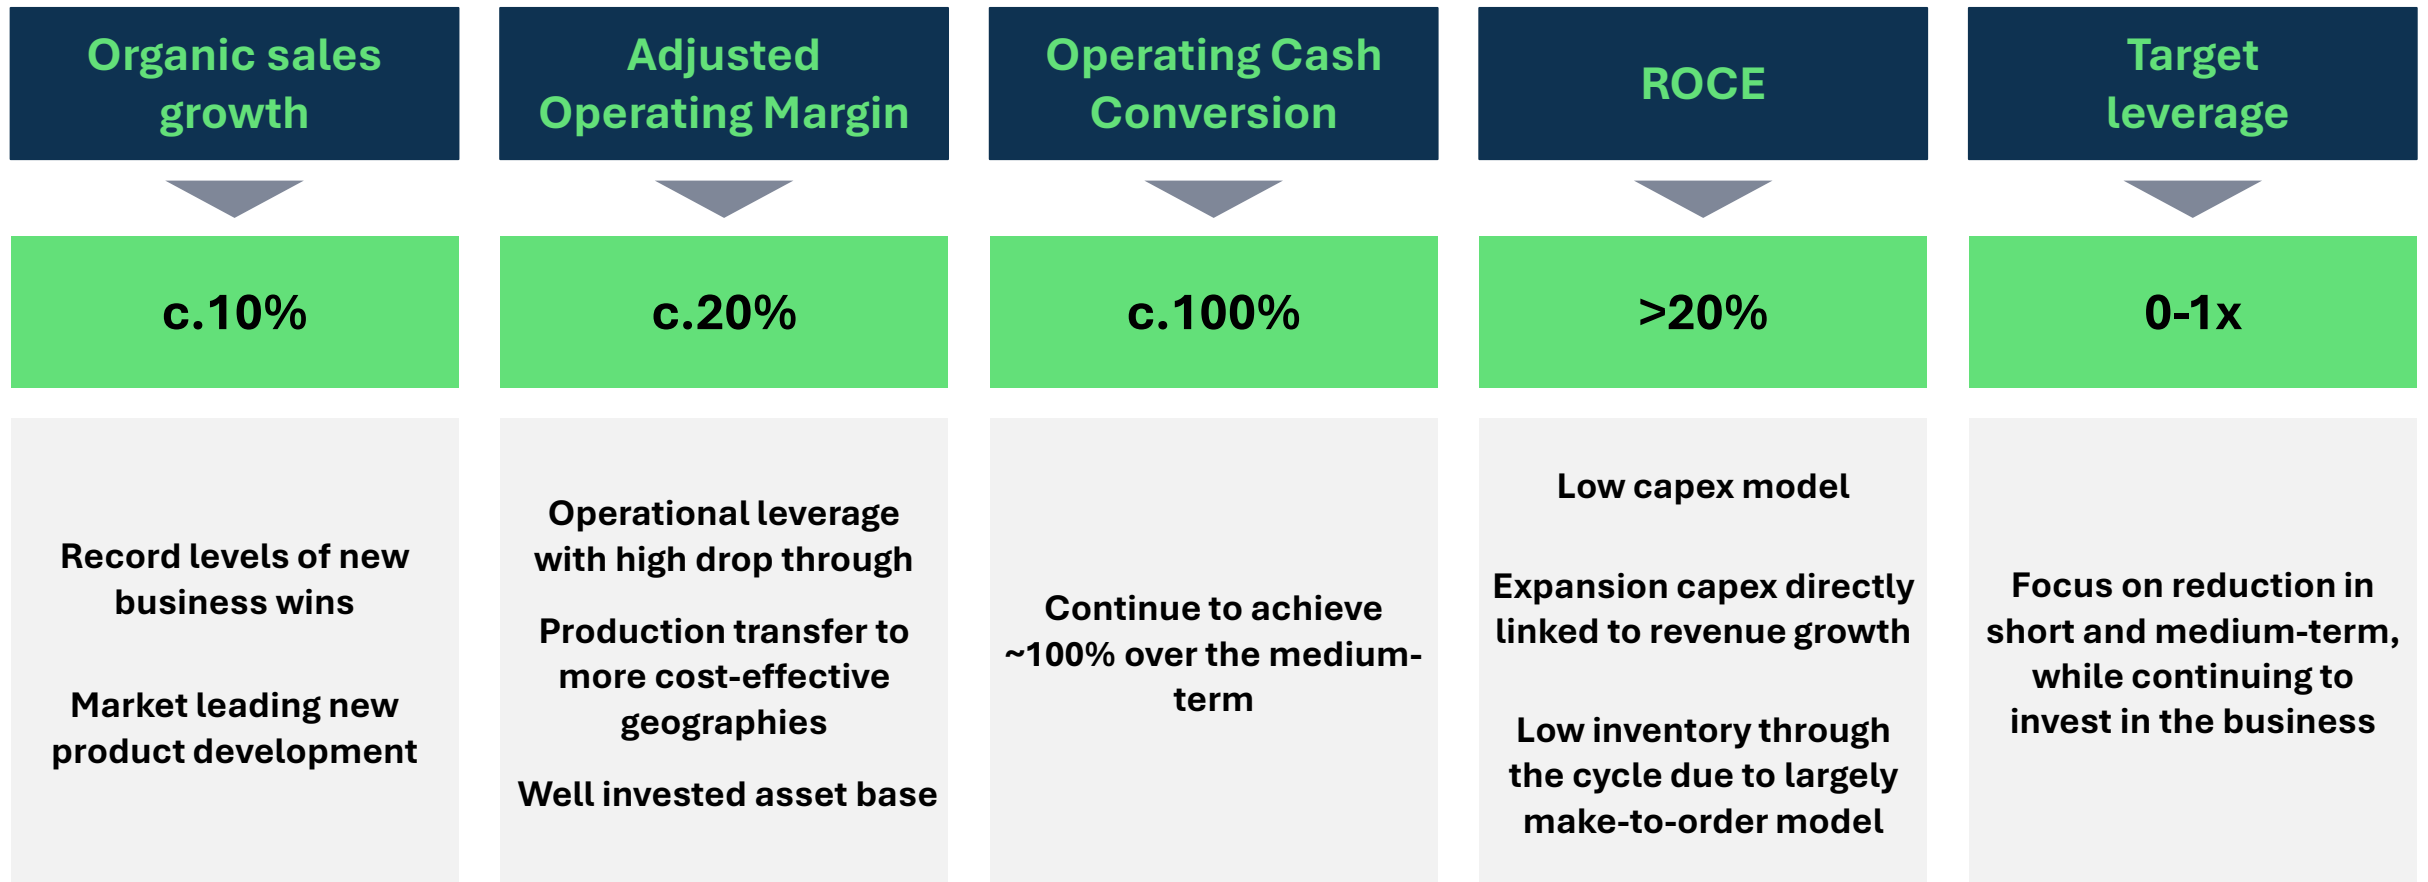 Organic sales
growth
Adjusted
Operating Margin
Operating Cash
Conversion
ROCE
Target
leverage
c.10%
c.20%
c.100%
>20%
0-1x
Record levels of new
business wins
Market leading new
product development
Operational leverage
with high drop through
Production transfer to
more cost-effective
geographies
Well invested asset base
Continue to achieve
~100% over the medium-
term
Low capex model
Expansion capex directly
linked to revenue growth
Low inventory through
the cycle due to largely
make-to-order model
Focus on reduction in
short and medium-term,
while continuing to
invest in the business